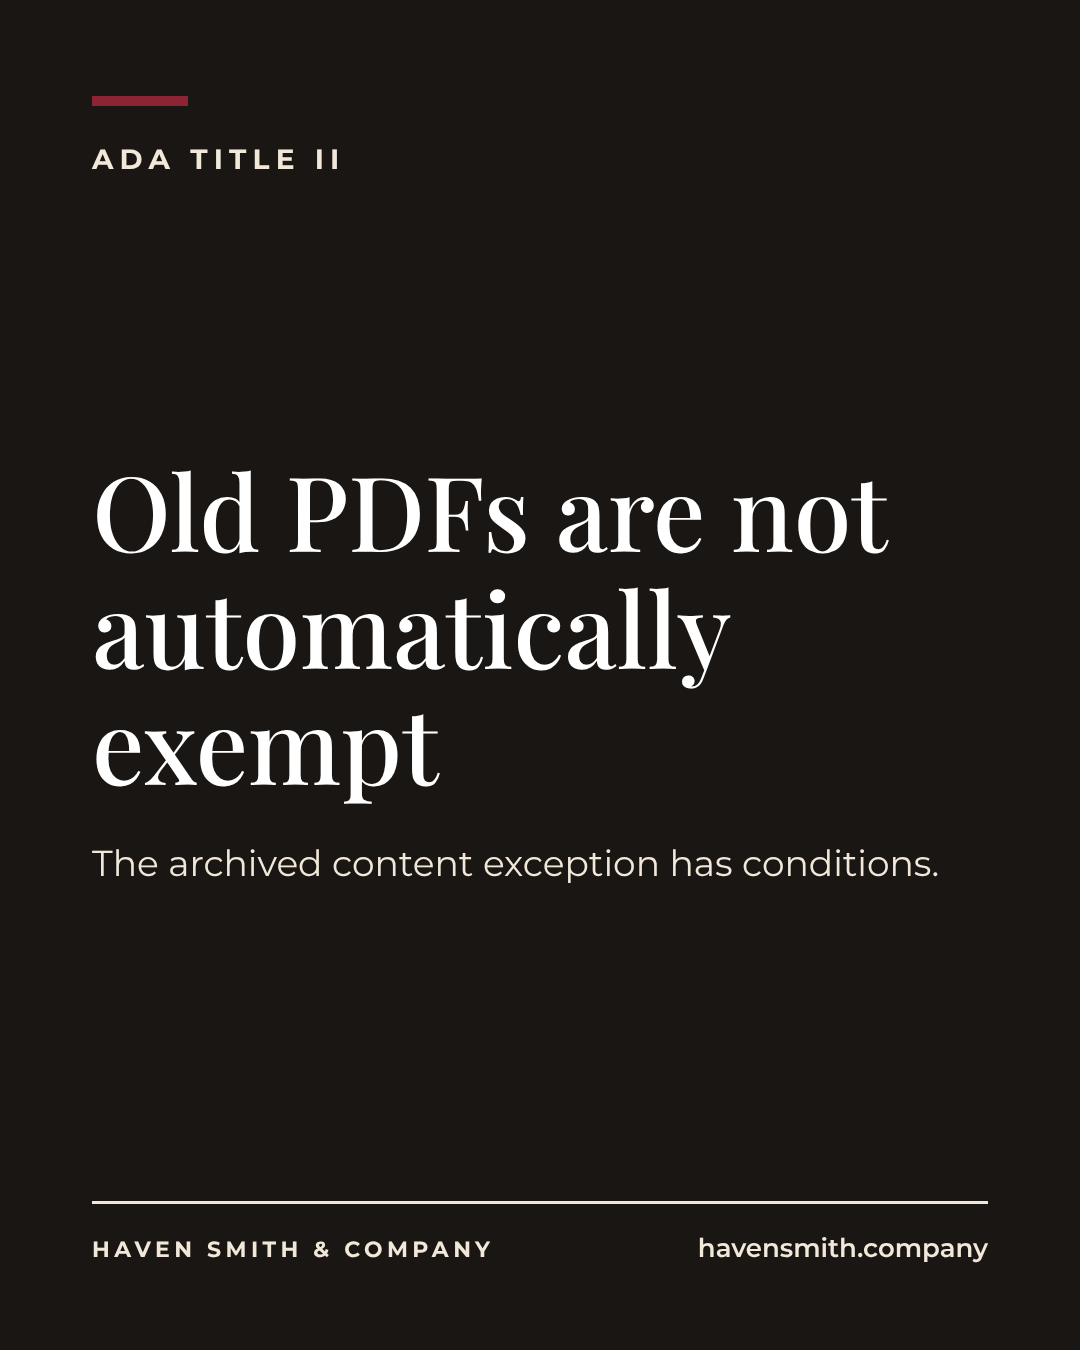 ADA TITLE II
Old PDFs are not
automatically
exempt
The archived content exception has conditions.
HAVEN SMITH & COMPANY
havensmith.company